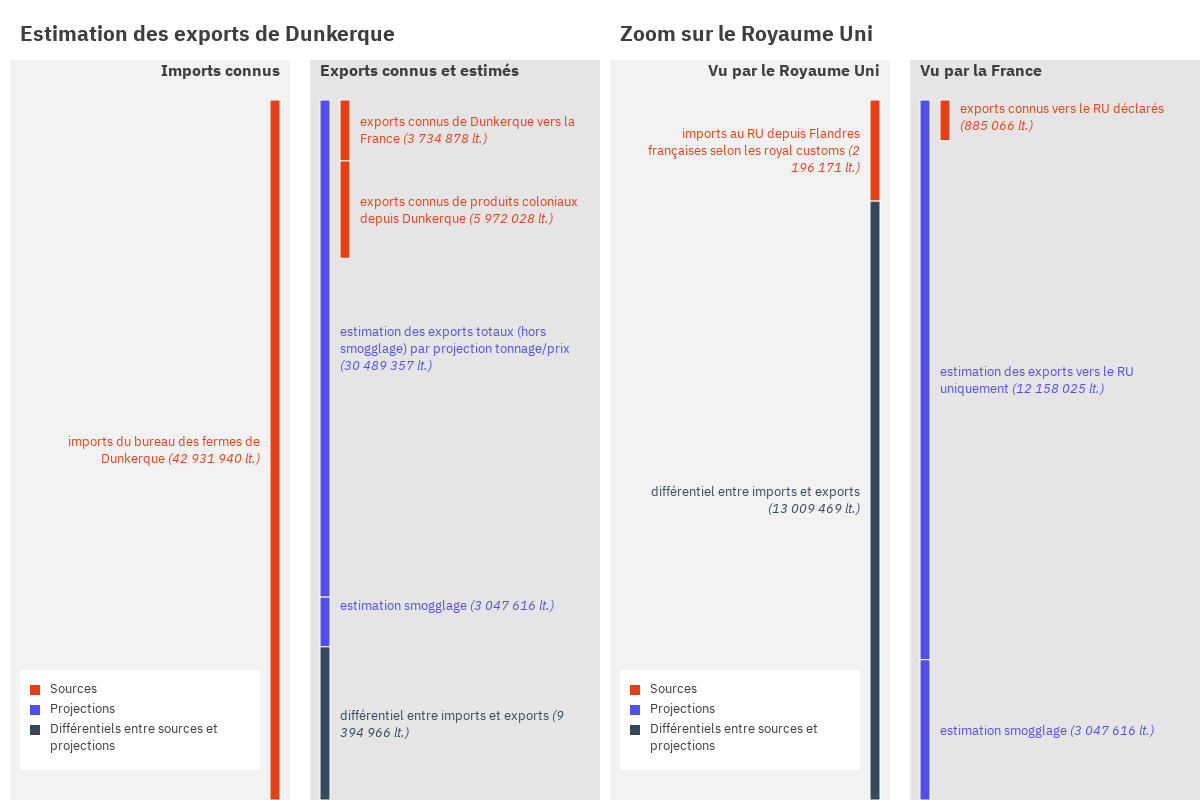 Estimation des exports de Dunkerque
Imports connus
imports du bureau des fermes de
Dunkerque (42 931 940 lt.)
Exports connus et estimés
exports connus de Dunkerque vers la
France (3 734 878 lt.)
exports connus de produits coloniaux
depuis Dunkerque (5 972 028 lt.)
estimation des exports totaux (hors
smogglage) par projection tonnage/prix
(30 489 357 lt.)
estimation smogglage (3 047 616 lt.)
différentiel entre imports et exports (9
394 966 lt.)
Sources
Projections
Différentiels entre sources et
projections
Zoom sur le Royaume Uni
Vu par le Royaume Uni
imports au RU depuis Flandres
françaises selon les royal customs (2
196 171 lt.)
différentiel entre imports et exports
(13 009 469 lt.)
Vu par la France
exports connus vers le RU déclarés
(885 066 lt.)
estimation des exports vers le RU
uniquement (12 158 025 lt.)
estimation smogglage (3 047 616 lt.)
Sources
Projections
Différentiels entre sources et
projections